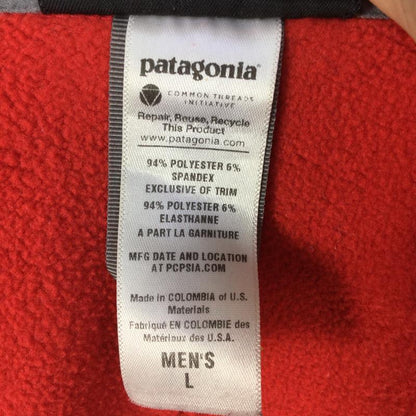 patagonia®
COMMON THREADS
INITIATIVE
Repair, Reuse, Recycle
This Product
www.patagonia.com
94% POLYESTER 6%
SPANDEX
EXCLUSIVE OF TRIM
94% POLYESTER 6%
ELASTHANNE
A PART LA GARNITURE
MFG DATE AND LOCATION
AT PCPSIA.COM
Made in COLOMBIA of U.S.
Materials
Fabriqué EN COLOMBIE des
Matériaux des U.S.A.
MEN'S
L